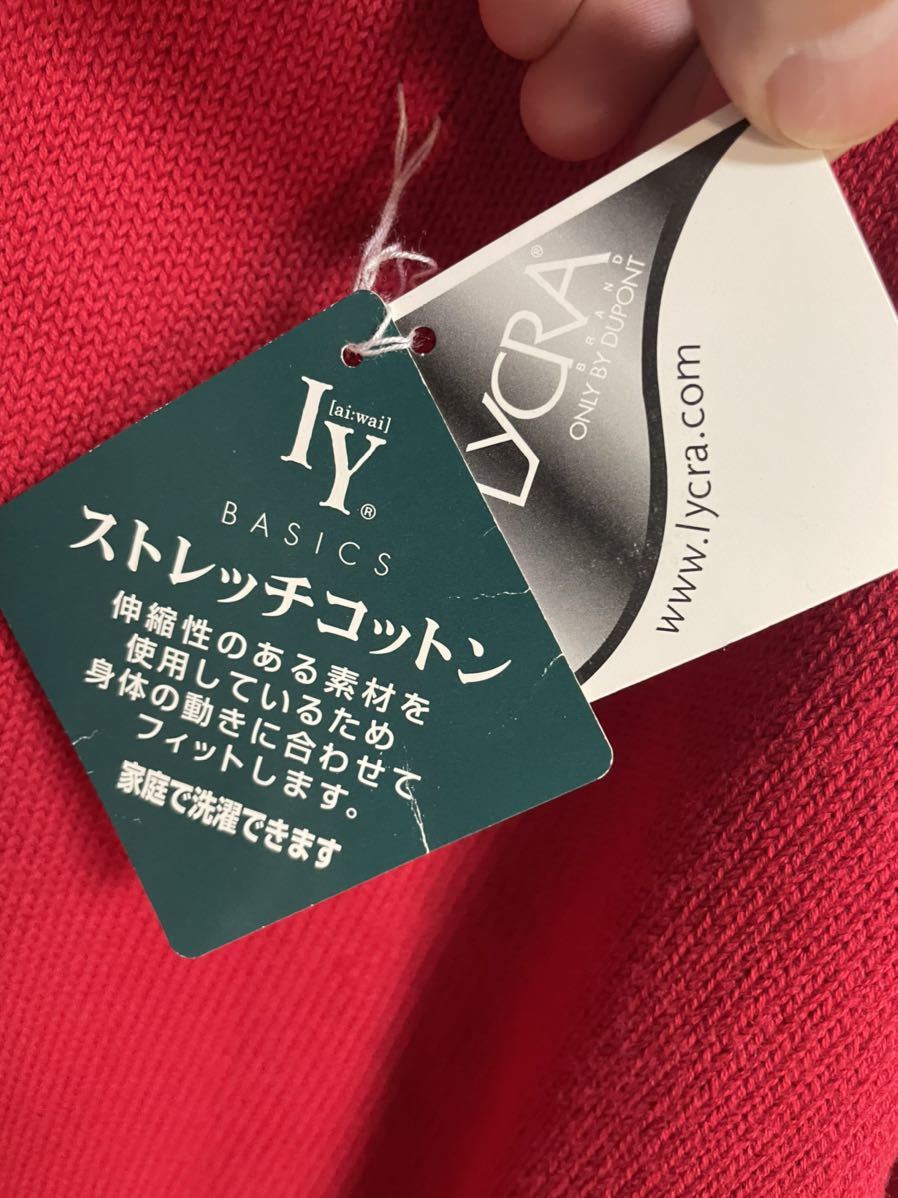 [ai:wai]
IY®
BASICS
ストレッチコットン
伸縮性のある素材を
使用しているため
身体の動きに合わせて
フィットします。
家庭で洗濯できます
LYCRA®
BRAND
ONLY BY DUPONT
www.lycra.com